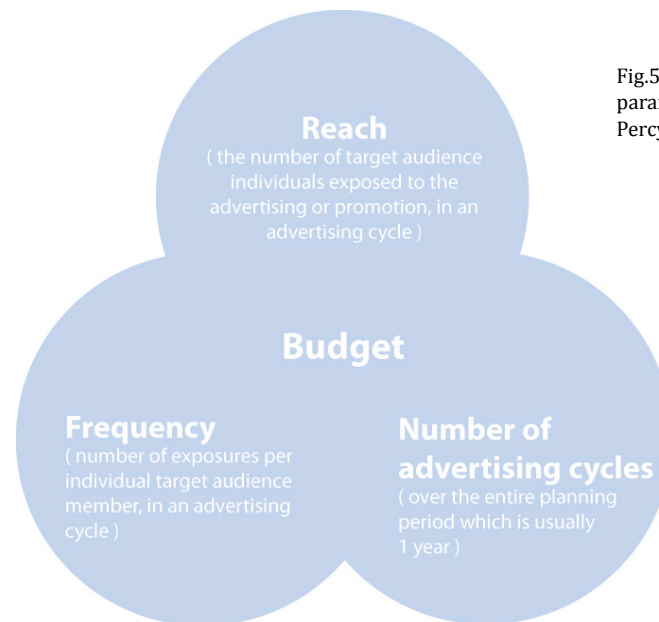 Fig.5
Percy
Reach
( the number of target audience
individuals exposed to the
advertising or promotion, in an
advertising cycle )
Budget
Frequency
( number of exposures per
individual target audience
member, in an advertising
cycle )
Number of
advertising cycles
( over the entire planning
period which is usually
1 year )